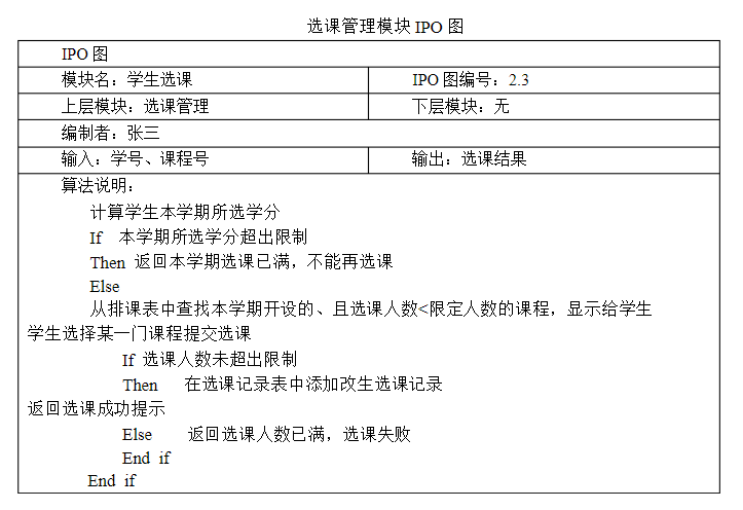 选课管理模块 IPO 图
IPO 图
模块名：学生选课
IPO 图编号：2.3
上层模块：选课管理
下层模块：无
编制者：张三
输入：学号、课程号
输出：选课结果
算法说明：
计算学生本学期所选学分
If 本学期所选学分超出限制
Then 返回本学期选课已满，不能再选课
Else
从排课表中查找本学期开设的、且选课人数<限定人数的课程，显示给学生
学生选择某一门课程提交选课
If 选课人数未超出限制
Then 在选课记录表中添加改生选课记录
返回选课成功提示
Else 返回选课人数已满，选课失败
End if
End if